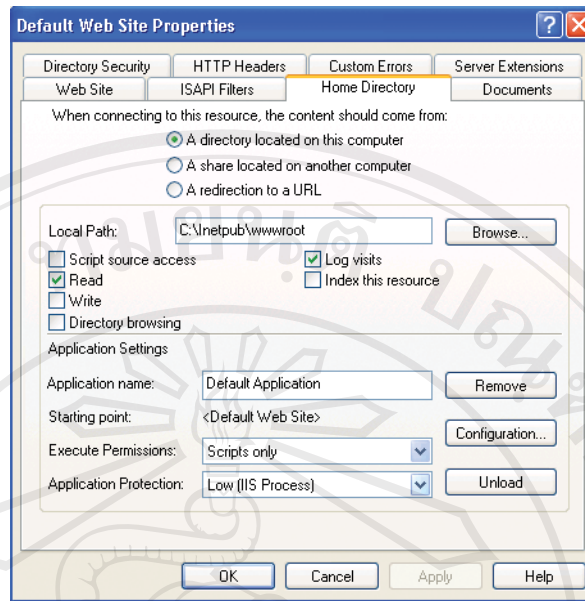 Default Web Site Properties
Directory Security HTTP Headers Custom Errors Server Extensions
Web Site ISAPI Filters Home Directory Documents
When connecting to this resource, the content should come from:
A directory located on this computer
A share located on another computer
A redirection to a URL
Local Path: C:\Inetpub\wwwroot Browse...
Script source access Log visits
Read Index this resource
Write
Directory browsing
Application Settings
Application name: Default Application Remove
Starting point: <Default Web Site>
Configuration...
Execute Permissions: Scripts only
Application Protection: Low (IIS Process) Unload
OK Cancel Apply Help